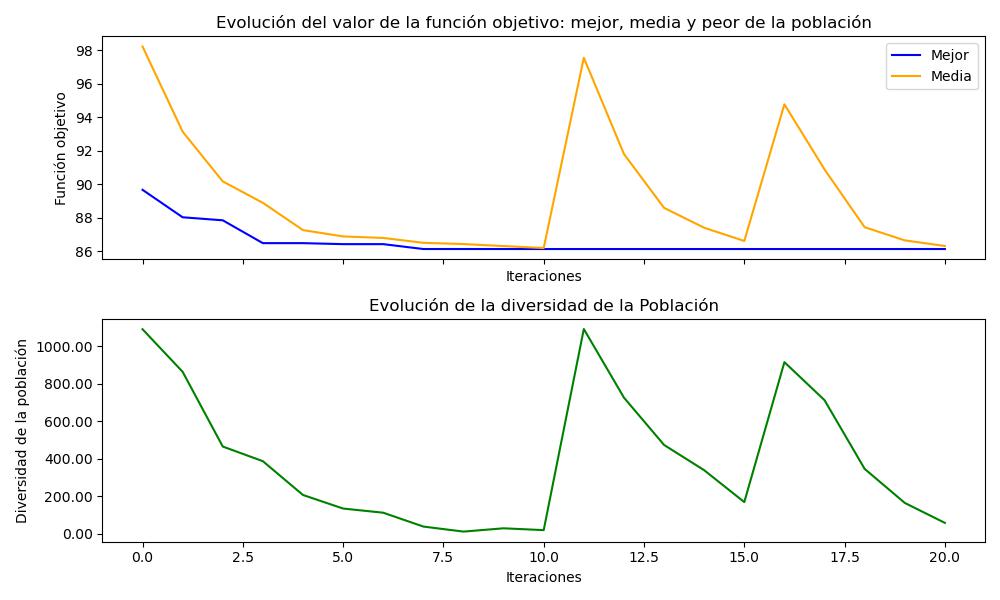 Evolución del valor de la función objetivo: mejor, media y peor de la población
98
96
94
92
90
88
86
Función objetivo
Mejor
Media
Iteraciones
Evolución de la diversidad de la Población
1000.00
800.00
600.00
400.00
200.00
0.00
Diversidad de la población
0.0 2.5 5.0 7.5 10.0 12.5 15.0 17.5 20.0
Iteraciones